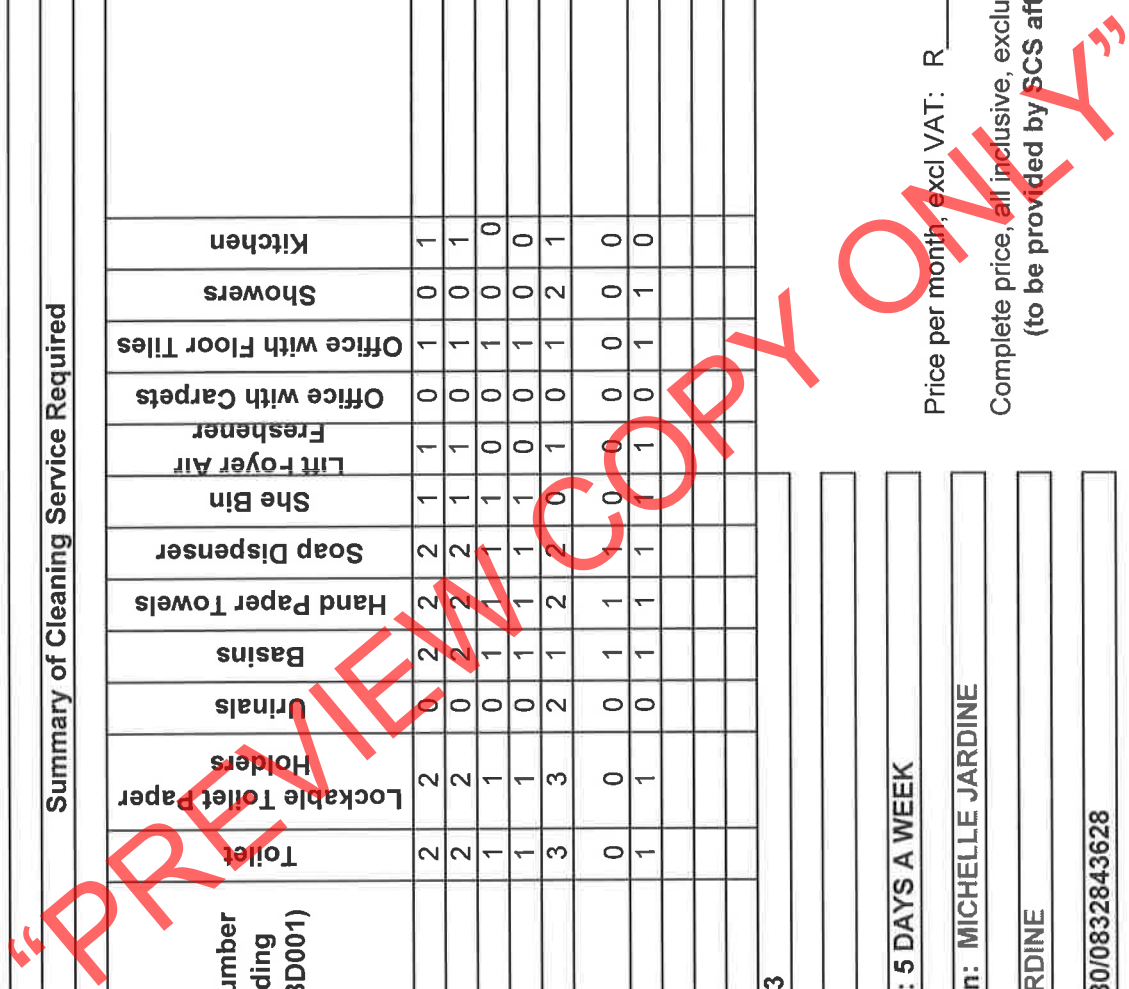 Summary of Cleaning Service Required
umber
ding
BD001)
Toilet
Lockable Toilet Paper
Holders
Urinals
Basins
Hand Paper Towels
Soap Dispenser
She Bin
Lift Foyer Air
Freshener
Office with Carpets
Office with Floor Tiles
Showers
Kitchen
2 2 0 2 2 2 1 1 0 1 0 1
2 2 0 2 2 2 1 1 0 1 0 1
1 1 0 1 1 1 1 0 0 1 0 0
1 1 0 1 1 1 1 0 0 1 0 0
3 3 2 1 2 2 0 1 0 1 2 1
0 0 0 1 1 1 0 0 0 0 0 0
1 1 0 1 1 1 1 1 0 1 1 0
3
: 5 DAYS A WEEK
n: MICHELLE JARDINE
RDINE
30/0832843628
Price per month, excl VAT: R
Complete price, all inclusive, exclu
(to be provided by SCS aft
“PREVIEW COPY ONLY”